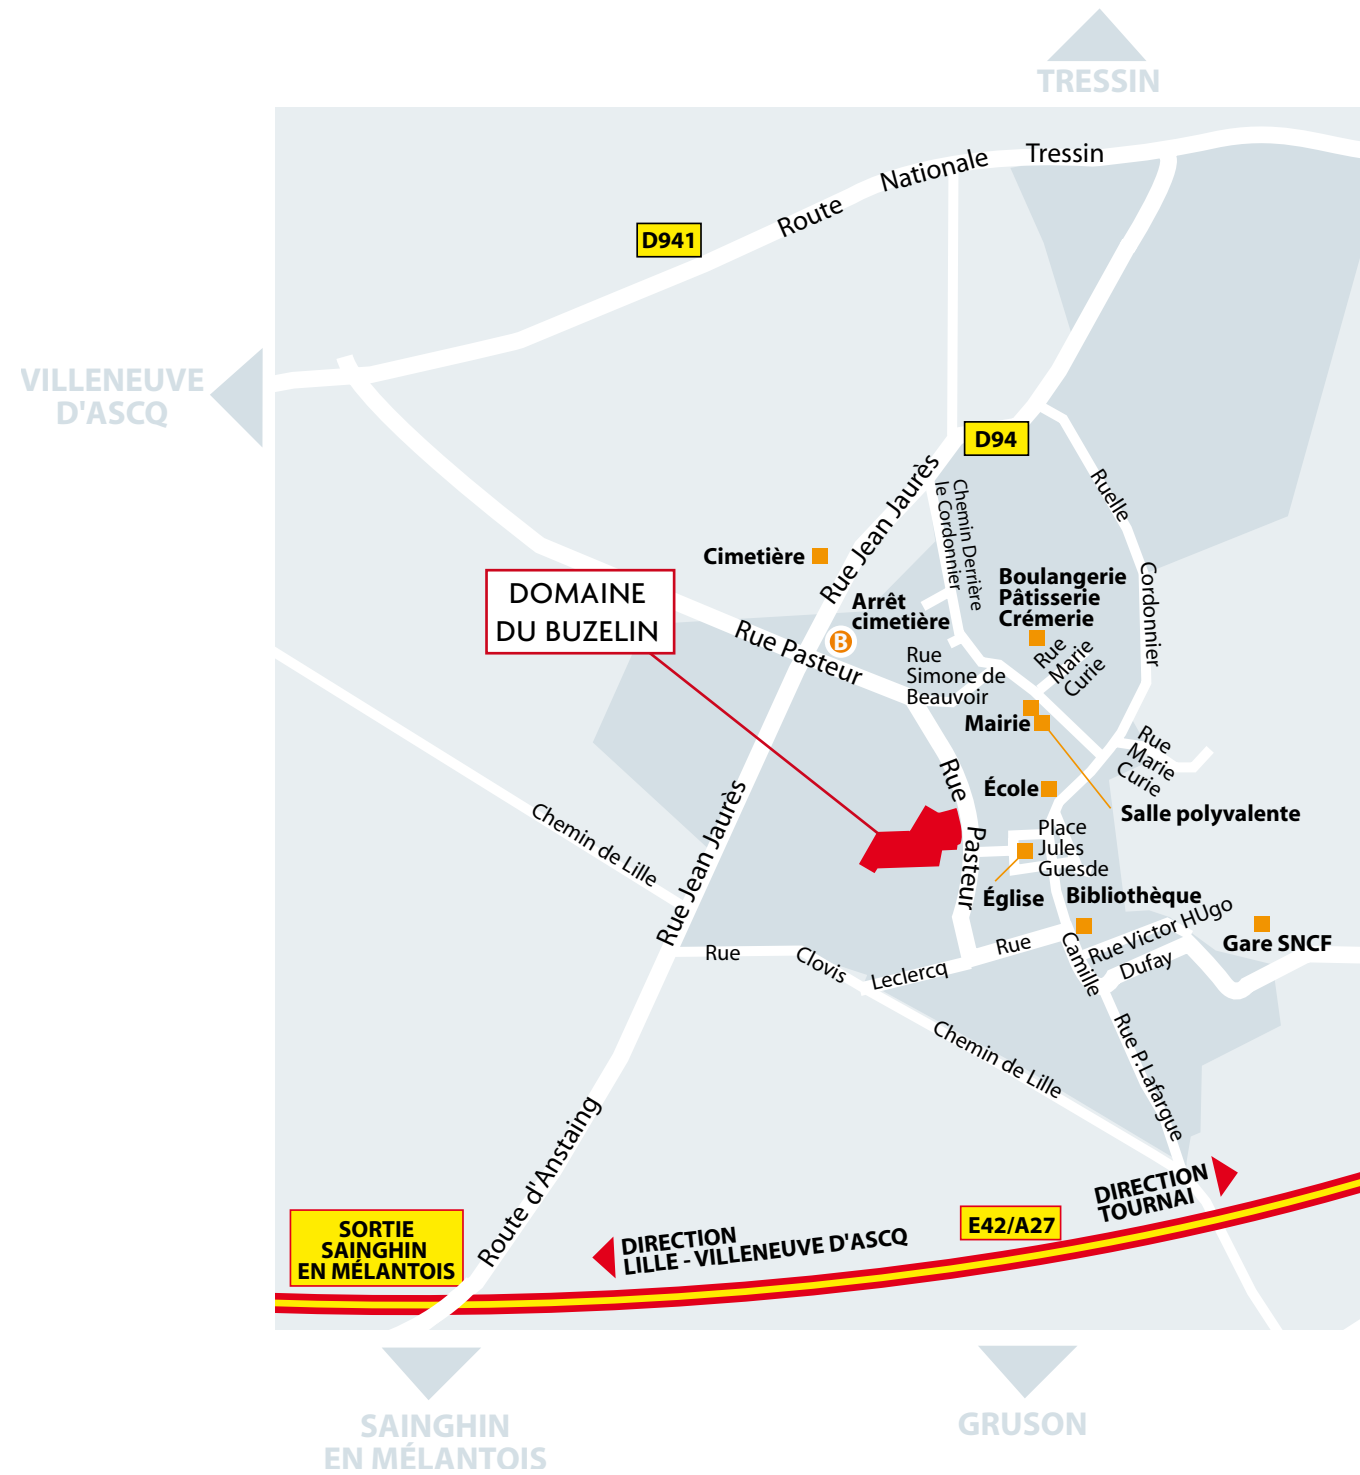 TRESSIN
Route Nationale Tressin
D941
VILLENEUVE
D'ASCQ
D94
Rue Jean Jaurès
Chemin Derrière
le Cordonnier
Ruelle Cordonnier
Cimetière
Boulangerie
Pâtisserie
Crémerie
DOMAINE
DU BUZELIN
Arrêt
cimetière
B
Rue Pasteur
Rue
Marie
Curie
Rue
Simone de
Beauvoir
Mairie
Rue
Marie
Curie
Rue Pasteur
École
Salle polyvalente
Chemin de Lille
Rue Jean Jaurès
Place
Jules
Guesde
Église
Bibliothèque
Rue Victor HUgo
Gare SNCF
Rue Clovis Leclercq
Rue Camille Dufay
Chemin de Lille
Rue P.Lafargue
Route d'Anstaing
DIRECTION
TOURNAI
SORTIE
SAINGHIN
EN MÉLANTOIS
E42/A27
DIRECTION
LILLE - VILLENEUVE D'ASCQ
SAINGHIN
EN MÉLANTOIS
GRUSON